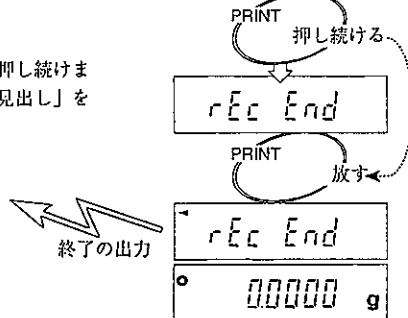 PRINT
押し続ける
押し続けま
見出し」を
rEc End
PRINT
放す
rEc End
終了の出力
0.0000 g